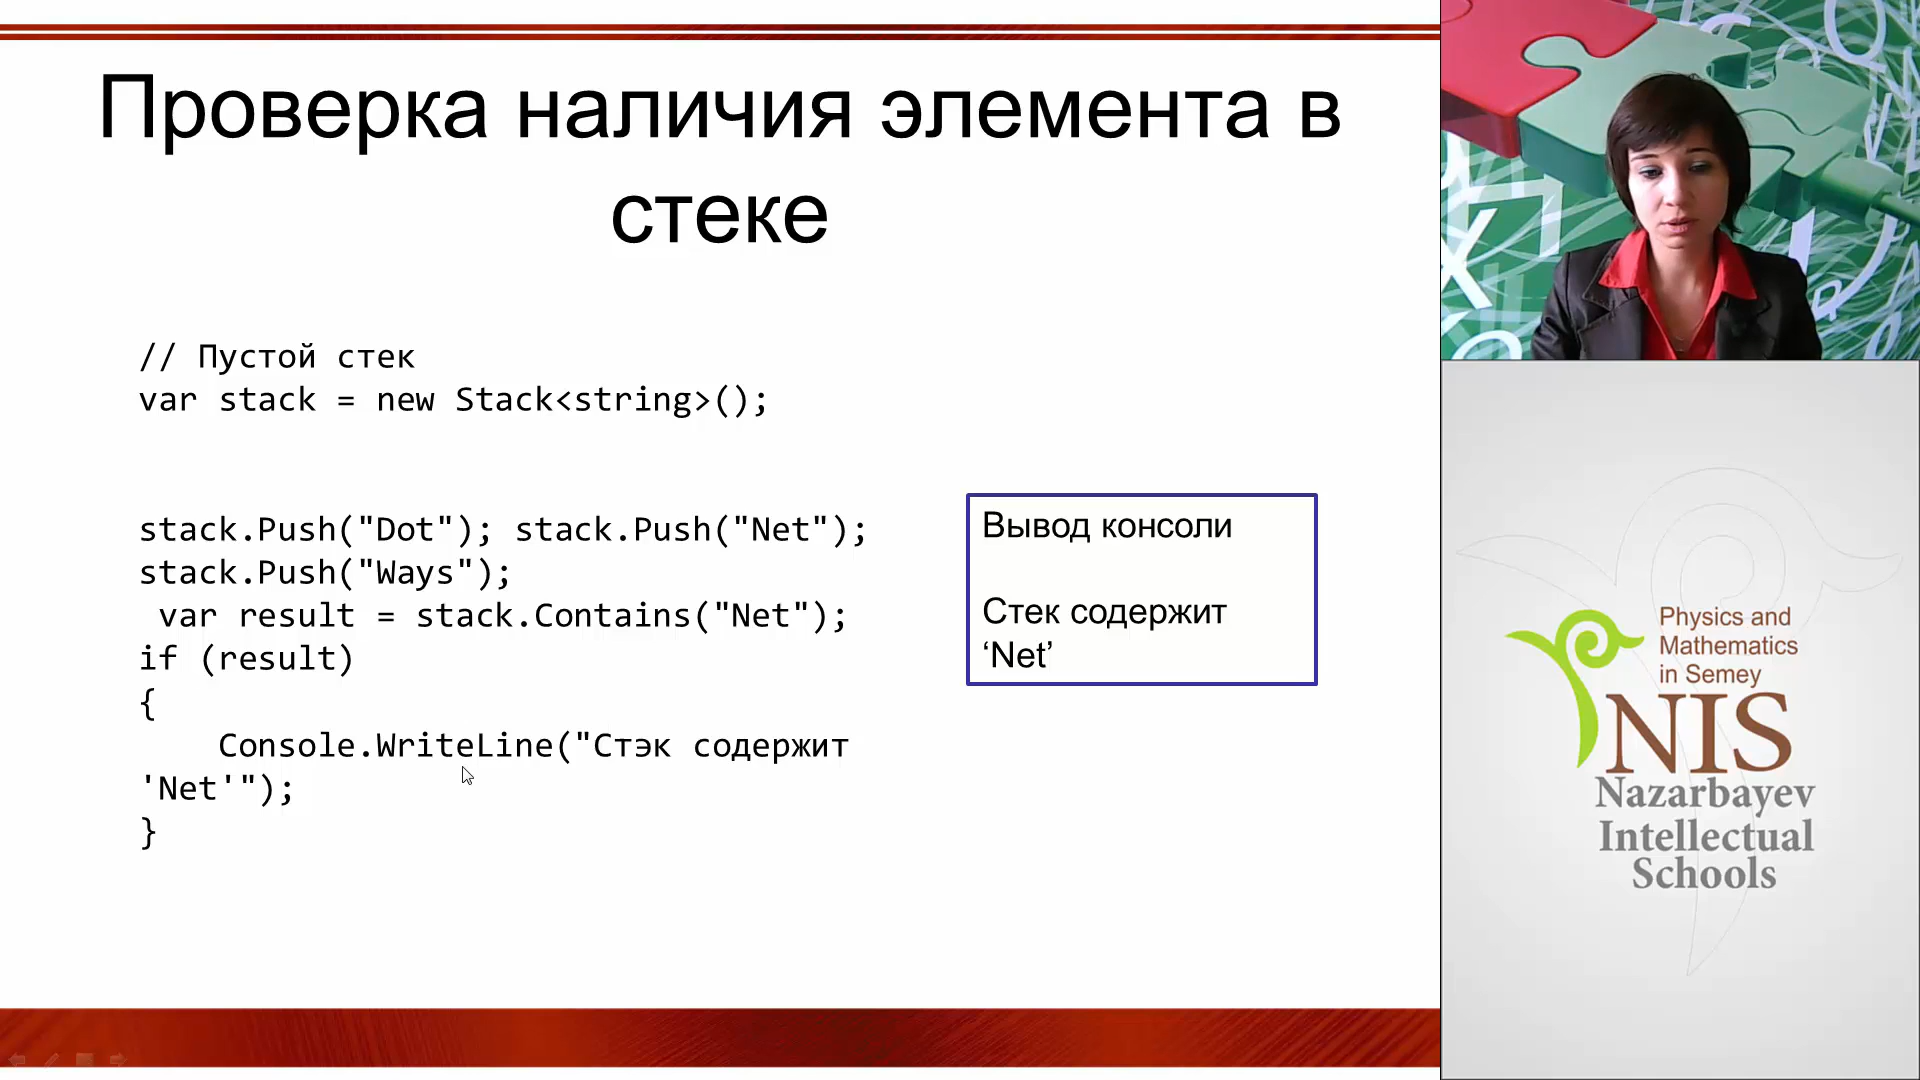 Проверка наличия элемента в
стеке
// Пустой стек
var stack = new Stack<string>();
stack.Push("Dot"); stack.Push("Net");
stack.Push("Ways");
var result = stack.Contains("Net");
if (result)
{
Console.WriteLine("Стэк содержит
'Net'");
}
Вывод консоли
Стек содержит
‘Net’
Physics and
Mathematics
in Semey
NIS
Nazarbayev
Intellectual
Schools